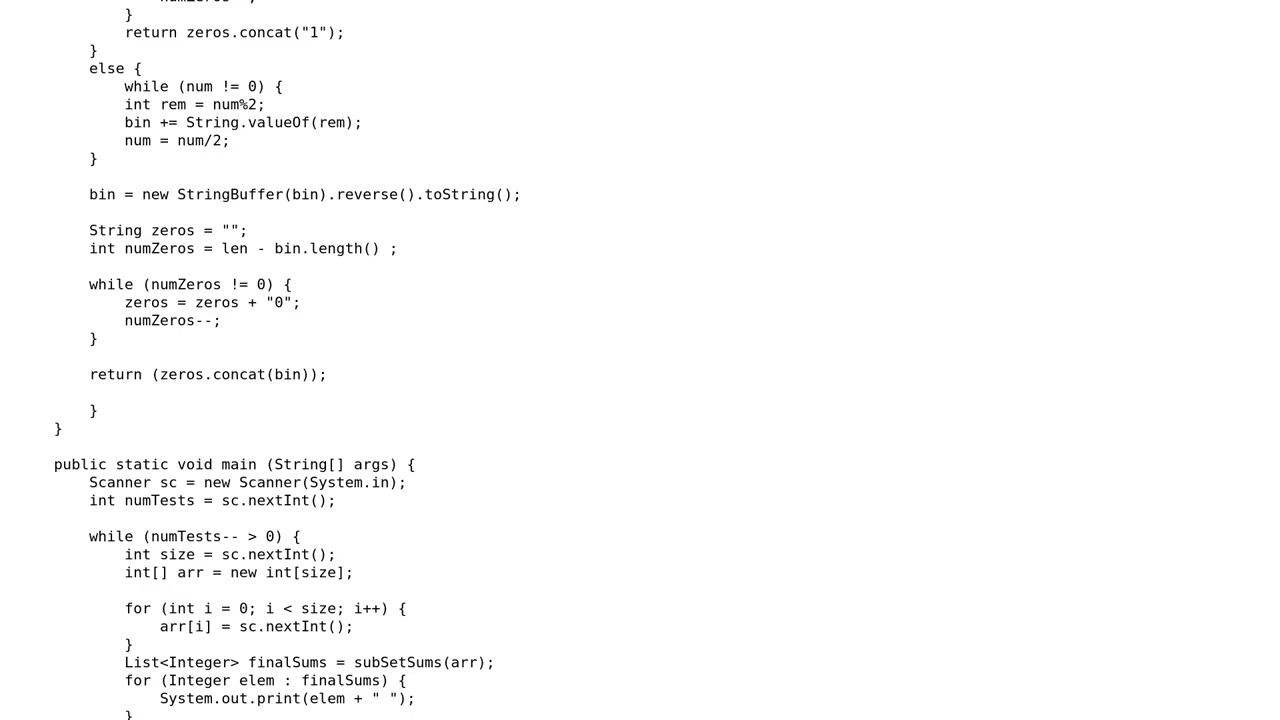 }
return zeros.concat("1");
}
else {
while (num != 0) {
int rem = num%2;
bin += String.valueOf(rem);
num = num/2;
}
bin = new StringBuffer(bin).reverse().toString();
String zeros = "";
int numZeros = len - bin.length() ;
while (numZeros != 0) {
zeros = zeros + "0";
numZeros--;
}
return (zeros.concat(bin));
}
}
public static void main (String[] args) {
Scanner sc = new Scanner(System.in);
int numTests = sc.nextInt();
while (numTests-- > 0) {
int size = sc.nextInt();
int[] arr = new int[size];
for (int i = 0; i < size; i++) {
arr[i] = sc.nextInt();
}
List<Integer> finalSums = subSetSums(arr);
for (Integer elem : finalSums) {
System.out.print(elem + " ");
}